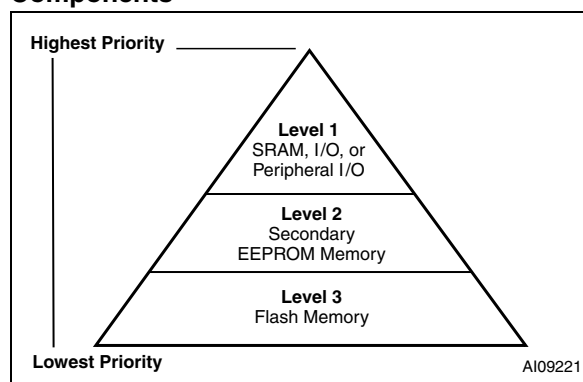 Components
Highest Priority
Level 1
SRAM, I/O, or
Peripheral I/O
Level 2
Secondary
EEPROM Memory
Level 3
Flash Memory
Lowest Priority
AI09221